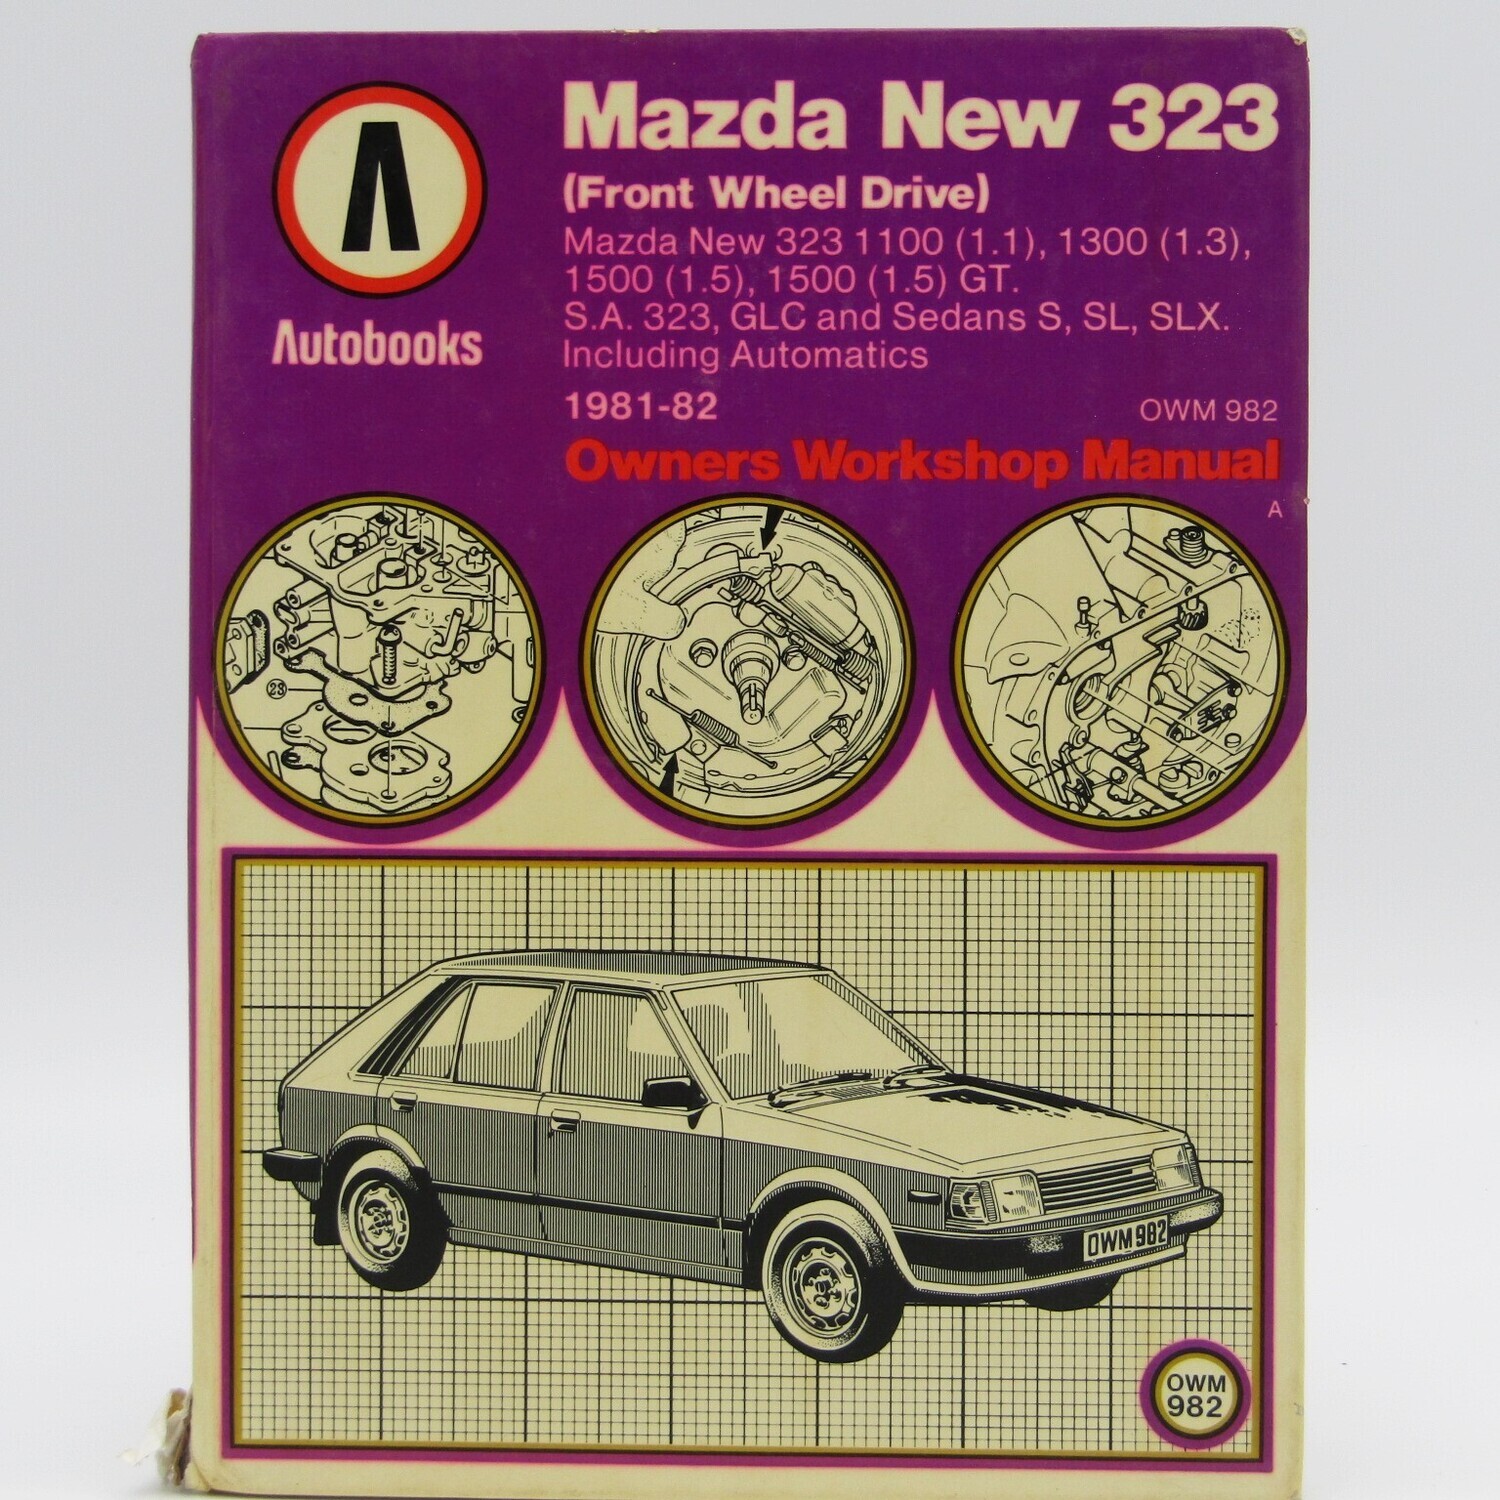 Mazda New 323
(Front Wheel Drive)
Mazda New 323 1100 (1.1), 1300 (1.3),
1500 (1.5), 1500 (1.5) GT.
S.A. 323, GLC and Sedans S, SL, SLX.
Including Automatics
1981-82
OWM 982
Owners Workshop Manual
A
Autobooks
23
OWM 982
OWM
982